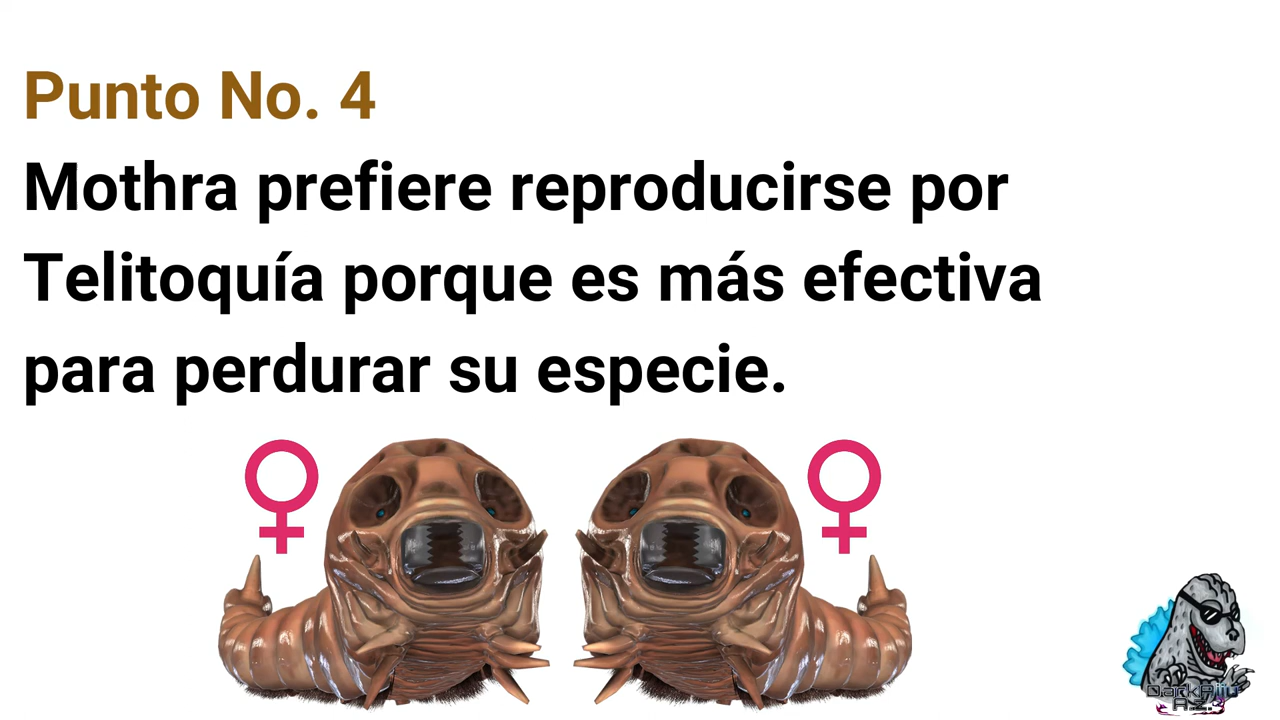 Punto No. 4
Mothra prefiere reproducirse por
Telitoquía porque es más efectiva
para perdurar su especie.